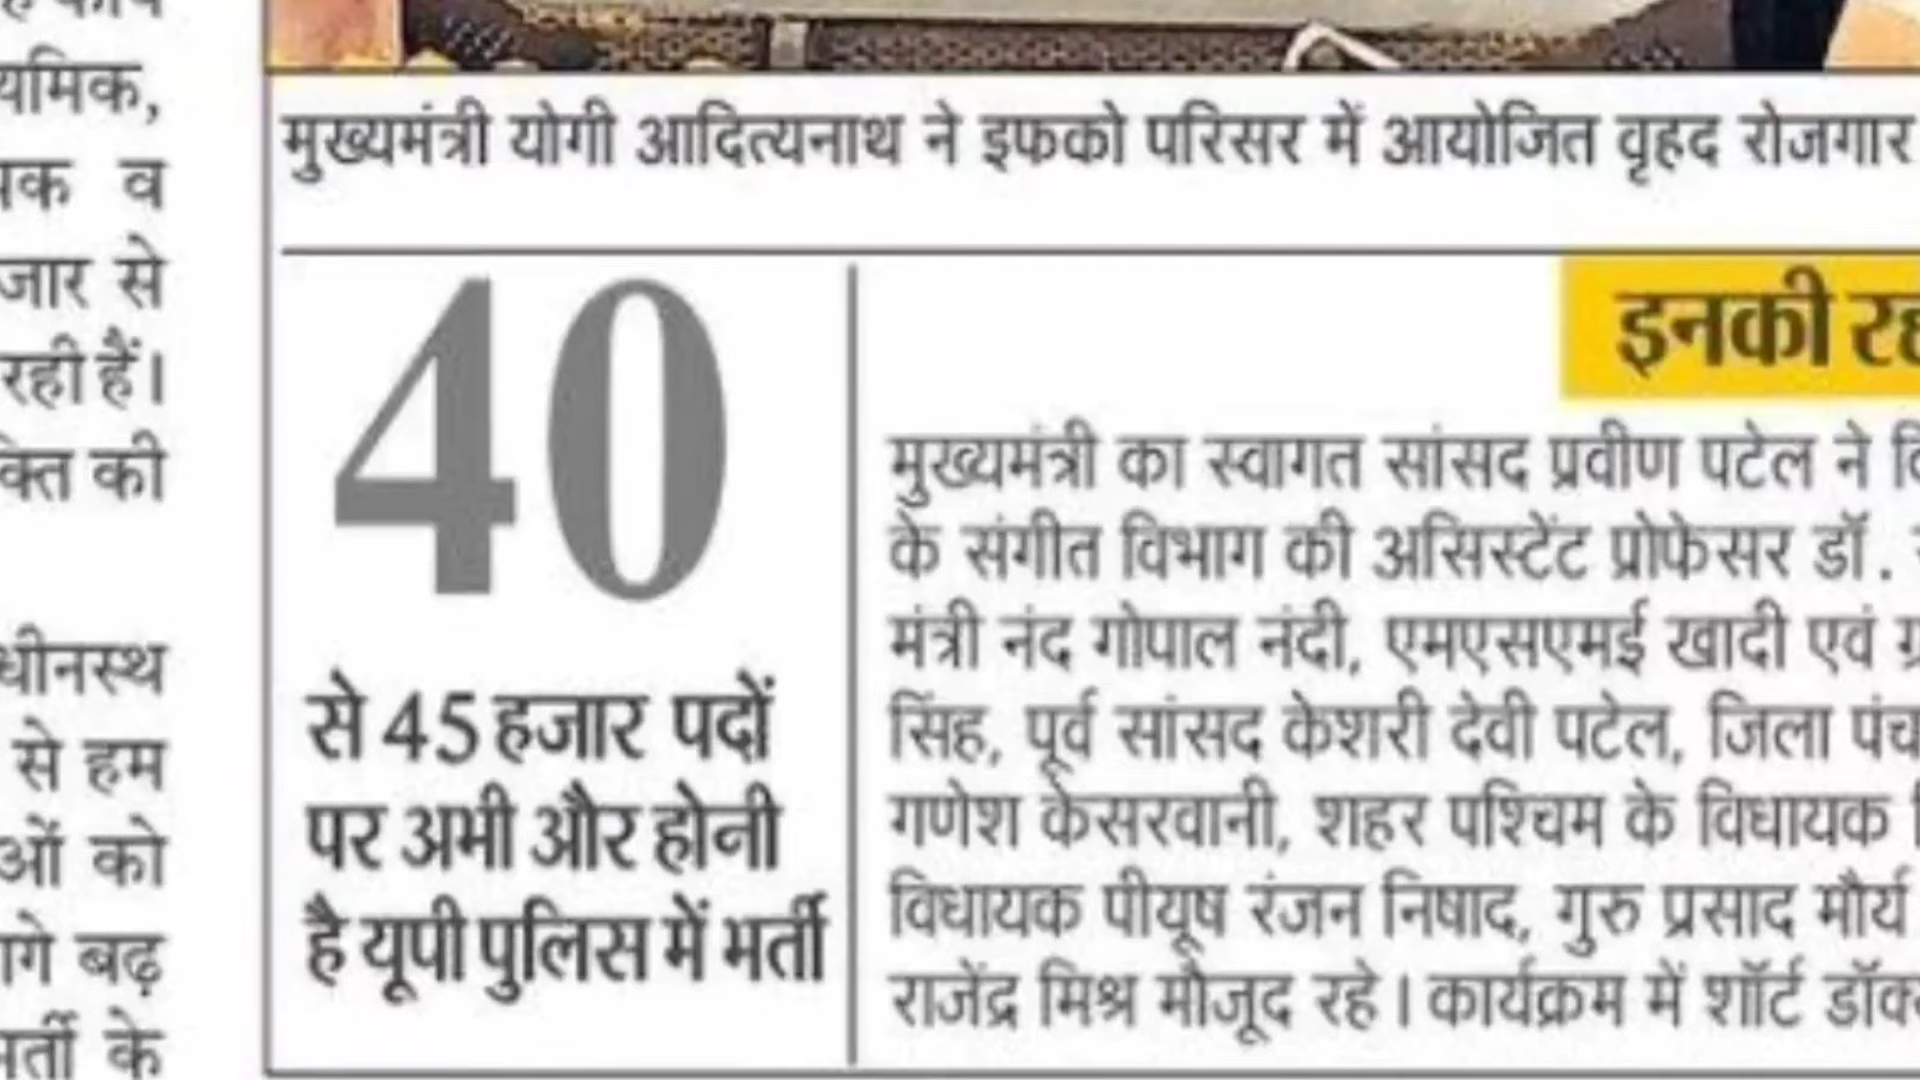 यमिक,
क व
जार से
रही हैं।
क्ति की
धीनस्थ
से हम
ओं को
गे बढ़
र्ती के
मुख्यमंत्री योगी आदित्यनाथ ने इफको परिसर में आयोजित वृहद रोजगार
40
से 45 हजार पदों
पर अभी और होनी
है यूपी पुलिस में भर्ती
इनकी
मुख्यमंत्री का स्वागत सांसद प्रवीण पटेल ने
के संगीत विभाग की असिस्टेंट प्रोफेसर डॉ.
मंत्री नंद गोपाल नंदी, एमएसएमई खादी एवं
सिंह, पूर्व सांसद केशरी देवी पटेल, जिला पंच
गणेश केसरवानी, शहर पश्चिम के विधायक
विधायक पीयूष रंजन निषाद, गुरु प्रसाद मौर्य
राजेंद्र मिश्र मौजूद रहे। कार्यक्रम में शॉर्ट